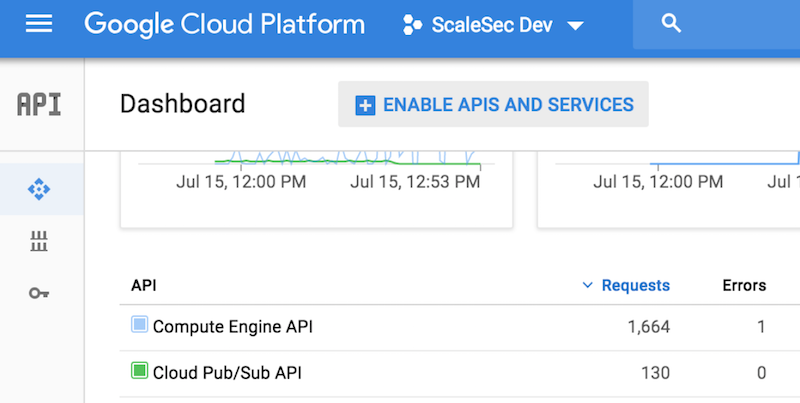 Google Cloud Platform ScaleSec Dev
API Dashboard ENABLE APIS AND SERVICES
Jul 15, 12:00 PM Jul 15, 12:53 PM Jul 15, 12:00 PM Jul
API Requests Errors
Compute Engine API 1,664 1
Cloud Pub/Sub API 130 0